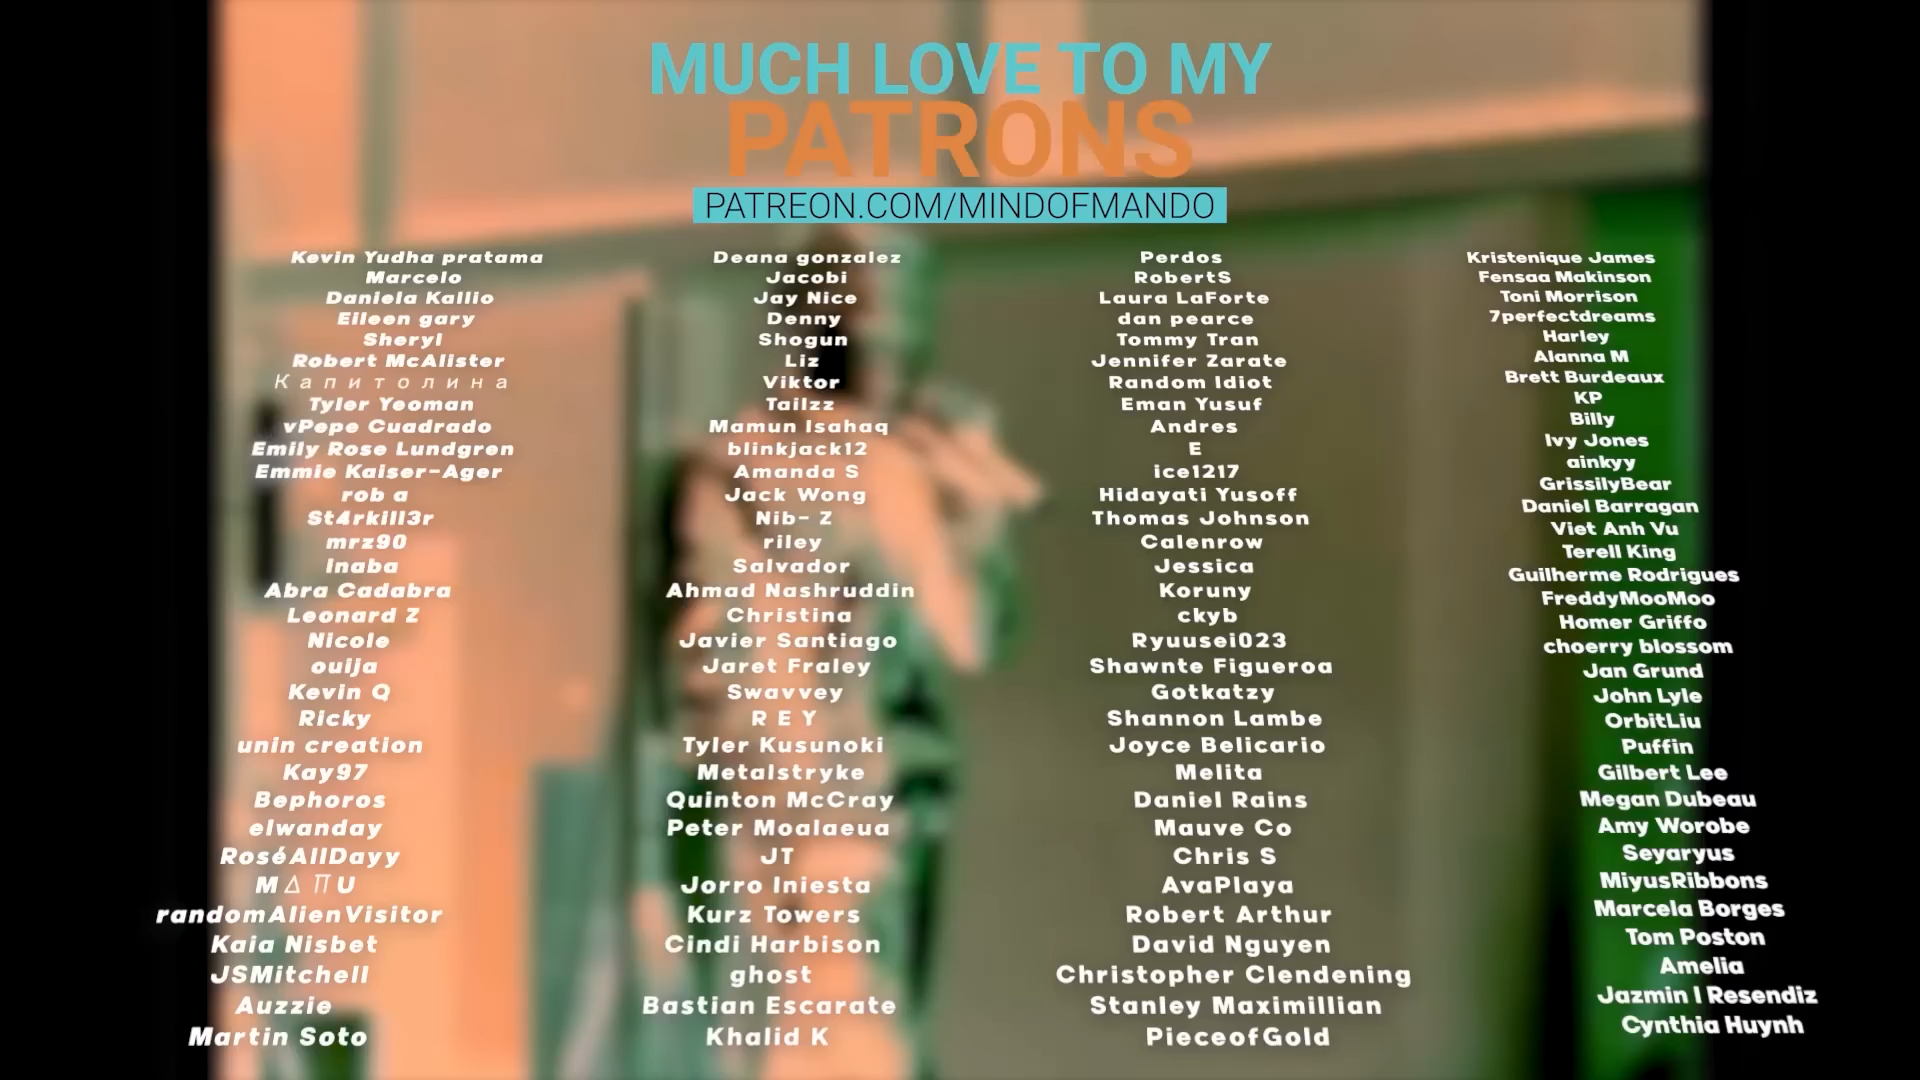 MUCH LOVE TO MY
PATRONS
PATREON.COM/MINDOFMANDO
Kevin Yudha pratama
Marcelo
Daniela Kallio
Eileen gary
Sheryl
Robert McAlister
Капитолина
Tyler Yeoman
vPepe Cuadrado
Emily Rose Lundgren
Emmie Kaiser-Ager
rob a
St4rkill3r
mrz90
Inaba
Abra Cadabra
Leonard Z
Nicole
ouija
Kevin Q
Ricky
unin creation
Kay97
Bephoros
elwanday
RoséAllDayy
M Δ Π U
randomAlienVisitor
Kaia Nisbet
JSMitchell
Auzzie
Martin Soto
Deana gonzalez
Jacobi
Jay Nice
Denny
Shogun
Liz
Viktor
Tailzz
Mamun Isahaq
blinkjack12
Amanda S
Jack Wong
Nib- Z
riley
Salvador
Ahmad Nashruddin
Christina
Javier Santiago
Jaret Fraley
Swavvey
R E Y
Tyler Kusunoki
Metalstryke
Quinton McCray
Peter Moalaeua
JT
Jorro Iniesta
Kurz Towers
Cindi Harbison
ghost
Bastian Escarate
Khalid K
Perdos
RobertS
Laura LaForte
dan pearce
Tommy Tran
Jennifer Zarate
Random Idiot
Eman Yusuf
Andres
E
ice1217
Hidayati Yusoff
Thomas Johnson
Calenrow
Jessica
Koruny
ckyb
Ryuusei023
Shawnte Figueroa
Gotkatzy
Shannon Lambe
Joyce Belicario
Melita
Daniel Rains
Mauve Co
Chris S
AvaPlaya
Robert Arthur
David Nguyen
Christopher Clendening
Stanley Maximillian
PieceofGold
Kristenique James
Fensaa Makinson
Toni Morrison
7perfectdreams
Harley
Alanna M
Brett Burdeaux
KP
Billy
Ivy Jones
ainkyy
GrissilyBear
Daniel Barragan
Viet Anh Vu
Terell King
Guilherme Rodrigues
FreddyMooMoo
Homer Griffo
choerry blossom
Jan Grund
John Lyle
OrbitLiu
Puffin
Gilbert Lee
Megan Dubeau
Amy Worobe
Seyaryus
MiyusRibbons
Marcela Borges
Tom Poston
Amelia
Jazmin I Resendiz
Cynthia Huynh